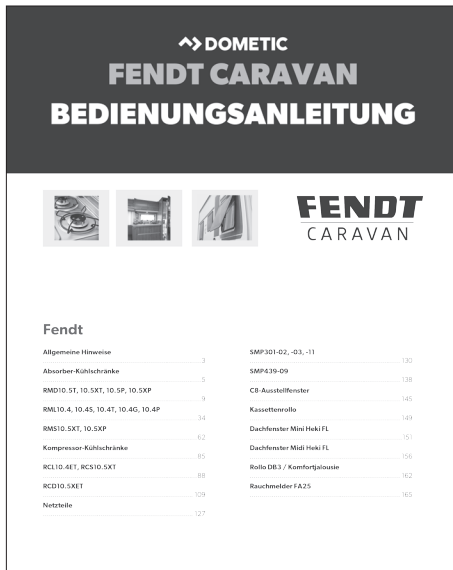 DOMETIC
FENDT CARAVAN
BEDIENUNGSANLEITUNG
FENDT
CARAVAN
Fendt
Allgemeine Hinweise
3
Absorber-Kühlschränke
5
RMD10.5T, 10.5XT, 10.5P, 10.5XP
9
RML10.4, 10.4S, 10.4T, 10.4G, 10.4P
34
RMS10.5XT, 10.5XP
62
Kompressor-Kühlschränke
85
RCL10.4ET, RCS10.5XT
88
RCD10.5XET
109
Netzteile
127
SMP301-02, -03, -11
130
SMP439-09
138
C8-Ausstellfenster
145
Kassettenrollo
149
Dachfenster Mini Heki FL
151
Dachfenster Midi Heki FL
156
Rollo DB3 / Komfortjalousie
162
Rauchmelder FA25
165